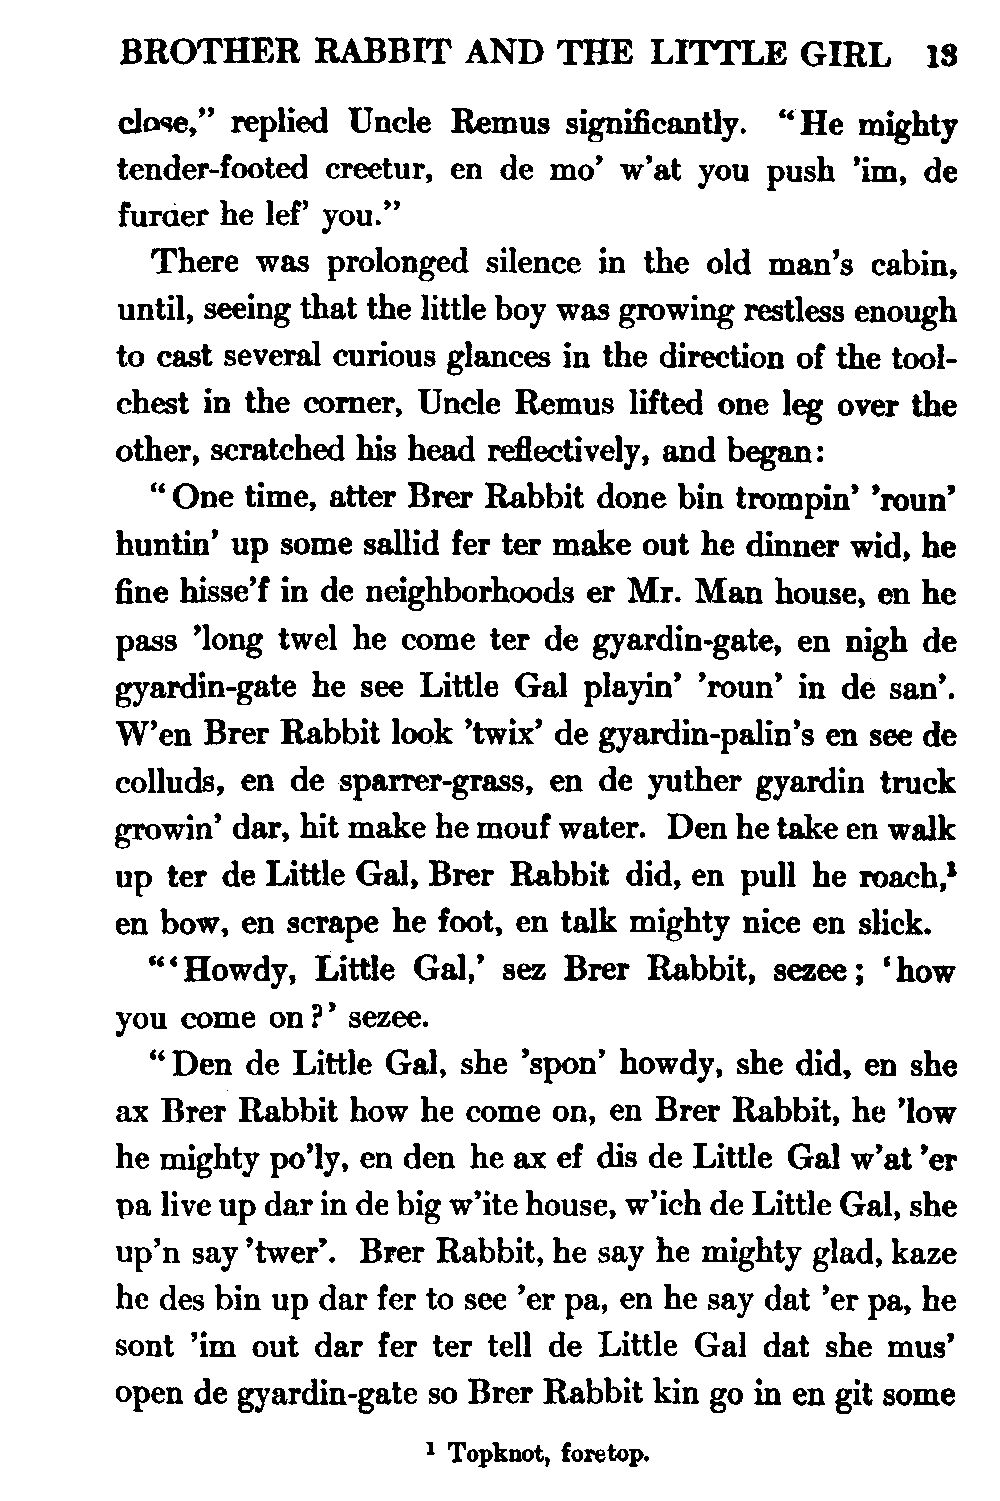 BROTHER RABBIT AND THE LITTLE GIRL 13
close,” replied Uncle Remus significantly. “He mighty
tender-footed creetur, en de mo’ w’at you push ’im, de
furder he lef’ you.”
There was prolonged silence in the old man’s cabin,
until, seeing that the little boy was growing restless enough
to cast several curious glances in the direction of the tool-
chest in the corner, Uncle Remus lifted one leg over the
other, scratched his head reflectively, and began:
“One time, atter Brer Rabbit done bin trompin’ ’roun’
huntin’ up some sallid fer ter make out he dinner wid, he
fine hisse’f in de neighborhoods er Mr. Man house, en he
pass ’long twel he come ter de gyardin-gate, en nigh de
gyardin-gate he see Little Gal playin’ ’roun’ in de san’.
W’en Brer Rabbit look ’twix’ de gyardin-palin’s en see de
colluds, en de sparrer-grass, en de yuther gyardin truck
growin’ dar, hit make he mouf water. Den he take en walk
up ter de Little Gal, Brer Rabbit did, en pull he roach,¹
en bow, en scrape he foot, en talk mighty nice en slick.
“‘Howdy, Little Gal,’ sez Brer Rabbit, sezee; ‘how
you come on?’ sezee.
“Den de Little Gal, she ’spon’ howdy, she did, en she
ax Brer Rabbit how he come on, en Brer Rabbit, he ’low
he mighty po’ly, en den he ax ef dis de Little Gal w’at ’er
pa live up dar in de big w’ite house, w’ich de Little Gal, she
up’n say ’twer’. Brer Rabbit, he say he mighty glad, kaze
he des bin up dar fer to see ’er pa, en he say dat ’er pa, he
sont ’im out dar fer ter tell de Little Gal dat she mus’
open de gyardin-gate so Brer Rabbit kin go in en git some
¹ Topknot, foretop.